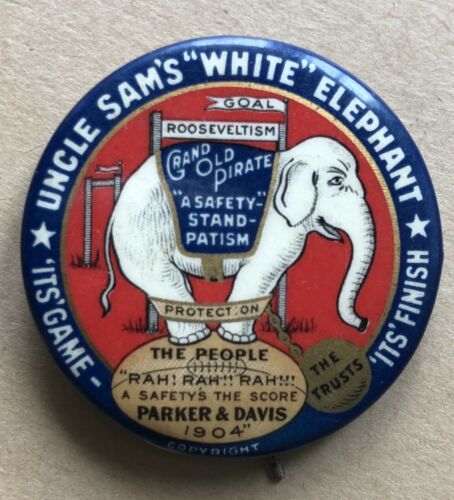 UNCLE SAM'S "WHITE" ELEPHANT
'ITS' GAME-
'ITS' FINISH
GOAL
ROOSEVELTISM
GRAND
OLD
PIRATE
"A SAFETY"-
STAND-
PATISM
PROTECT·ON
THE PEOPLE
"RAH! RAH!! RAH!!!
A SAFETY'S THE SCORE
PARKER & DAVIS
1904"
THE
TRUSTS
COPYRIGHT